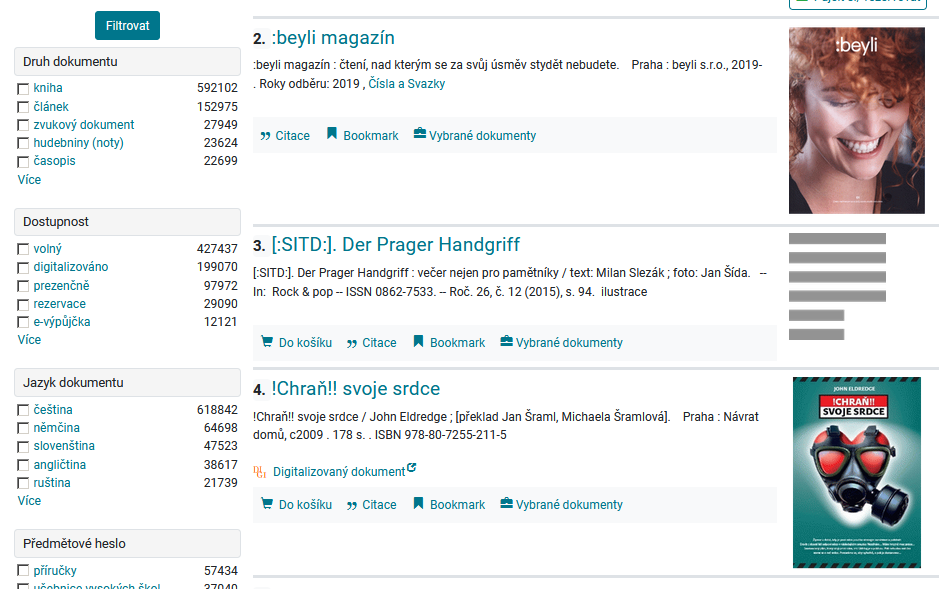 Filtrovat
Druh dokumentu
kniha 592102
článek 152975
zvukový dokument 27949
hudebniny (noty) 23624
časopis 22699
Více
Dostupnost
volný 427437
digitalizováno 199070
prezenčně 97972
rezervace 29090
e-výpůjčka 12121
Více
Jazyk dokumentu
čeština 618842
němčina 64698
slovenština 47523
angličtina 38617
ruština 21739
Více
Předmětové heslo
příručky 57434
učebnice vysokých škol 37040
2. :beyli magazín
:beyli magazín : čtení, nad kterým se za svůj úsměv stydět nebudete. Praha : beyli s.r.o., 2019-
. Roky odběru: 2019 , Čísla a Svazky
Citace Bookmark Vybrané dokumenty
:beyli
3. [:SITD:]. Der Prager Handgriff
[:SITD:]. Der Prager Handgriff : večer nejen pro pamětníky / text: Milan Slezák ; foto: Jan Šída. --
In: Rock & pop -- ISSN 0862-7533. -- Roč. 26, č. 12 (2015), s. 94. ilustrace
Do košíku Citace Bookmark Vybrané dokumenty
4. !Chraň!! svoje srdce
!Chraň!! svoje srdce / John Eldredge ; [překlad Jan Šraml, Michaela Šramlová]. Praha : Návrat
domů, c2009 . 178 s. . ISBN 978-80-7255-211-5
Digitalizovaný dokument
Do košíku Citace Bookmark Vybrané dokumenty
JOHN ELDREDGE
!CHRAŇ!!
SVOJE SRDCE